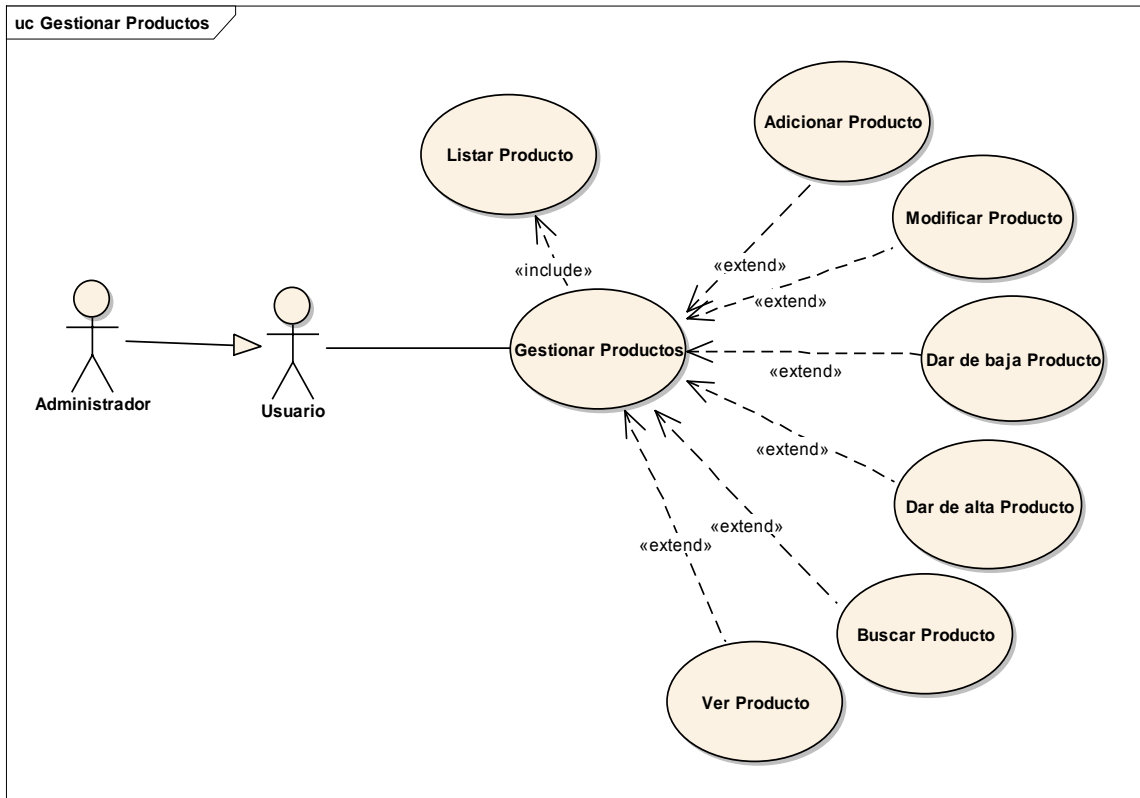 uc Gestionar Productos
Adicionar Producto
Listar Producto
Modificar Producto
«extend»
«include»
«extend»
Gestionar Productos
Dar de baja Producto
«extend»
Administrador
Usuario
«extend»
Dar de alta Producto
«extend»
«extend»
Buscar Producto
Ver Producto